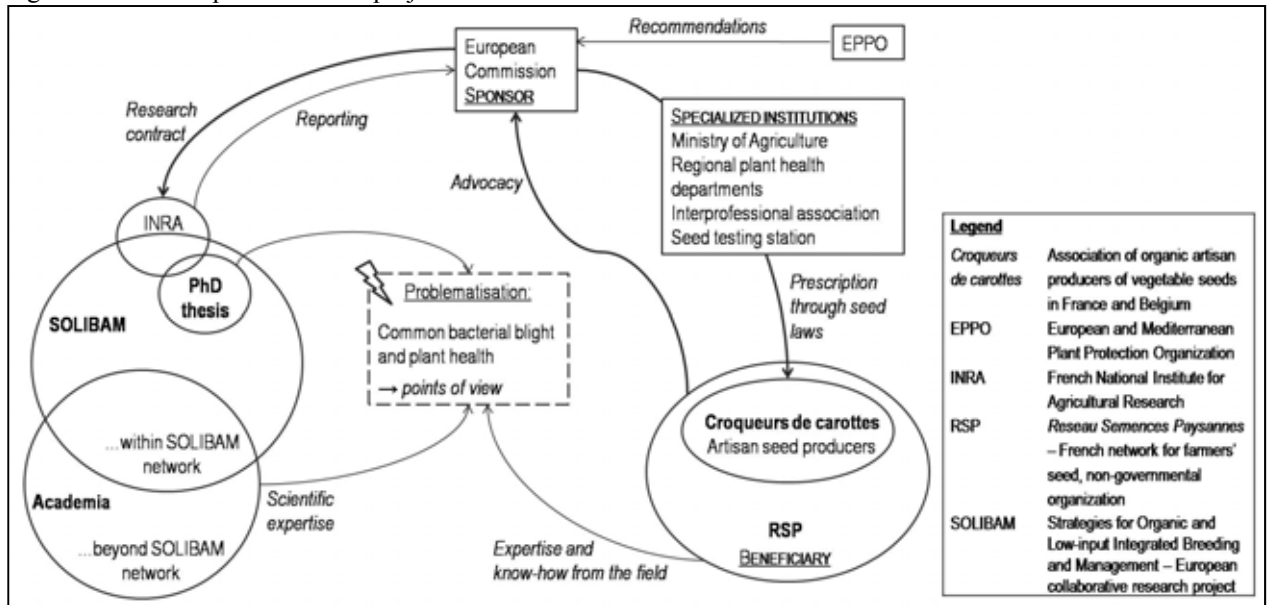 Recommendations
EPPO
European
Commission
SPONSOR
Research
contract
Reporting
Advocacy
SPECIALIZED INSTITUTIONS
Ministry of Agriculture
Regional plant health
departments
Interprofessional association
Seed testing station
INRA
PhD
thesis
SOLIBAM
Problematisation:
Common bacterial blight
and plant health
→ points of view
Prescription
through seed
laws
Croqueurs de carottes
Artisan seed producers
RSP
BENEFICIARY
...within SOLIBAM
network
Academia
...beyond SOLIBAM
network
Scientific
expertise
Expertise and
know-how from the field
Legend
Croqueurs Association of organic artisan
de carottes producers of vegetable seeds
in France and Belgium
EPPO European and Mediterranean
Plant Protection Organization
INRA French National Institute for
Agricultural Research
RSP Reseau Semences Paysannes
– French network for farmers'
seed, non-governmental
organization
SOLIBAM Strategies for Organic and
Low-input Integrated Breeding
and Management – European
collaborative research project